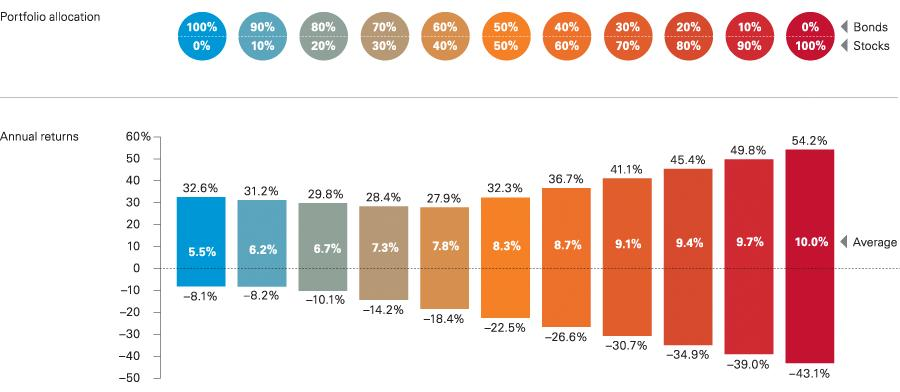 Portfolio allocation
100% 90% 80% 70% 60% 50% 40% 30% 20% 10% 0% Bonds
0% 10% 20% 30% 40% 50% 60% 70% 80% 90% 100% Stocks
Annual returns
60%
50
40
30
20
10
0
–10
–20
–30
–40
–50
32.6% 31.2% 29.8% 28.4% 27.9% 32.3% 36.7% 41.1% 45.4% 49.8% 54.2%
5.5% 6.2% 6.7% 7.3% 7.8% 8.3% 8.7% 9.1% 9.4% 9.7% 10.0% Average
–8.1% –8.2% –10.1% –14.2% –18.4% –22.5% –26.6% –30.7% –34.9% –39.0% –43.1%